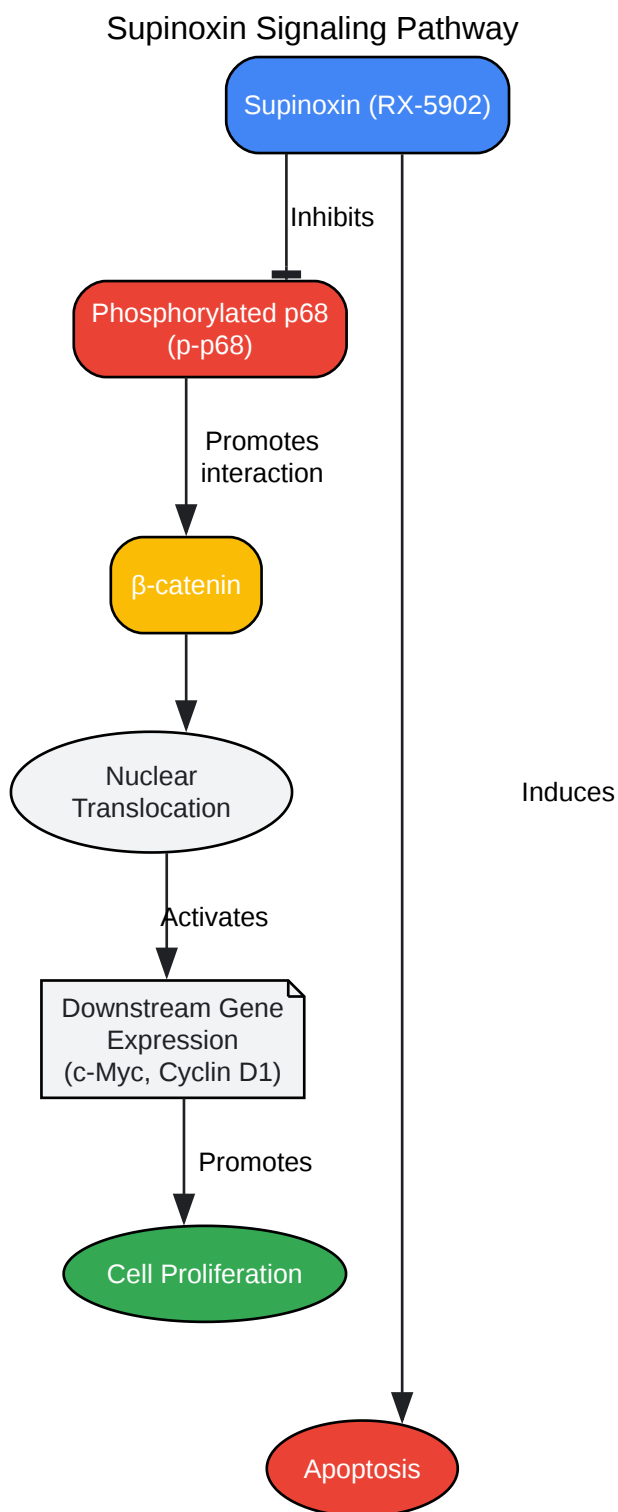 Supinoxin Signaling Pathway
Supinoxin (RX-5902)
Inhibits
Phosphorylated p68
(p-p68)
Promotes
interaction
β-catenin
Nuclear
Translocation
Induces
Activates
Downstream Gene
Expression
(c-Myc, Cyclin D1)
Promotes
Cell Proliferation
Apoptosis